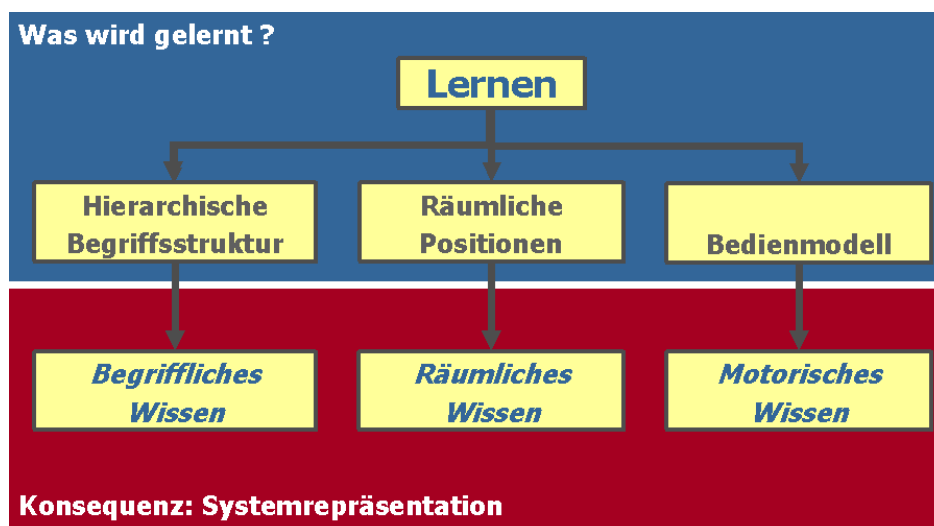 Was wird gelernt ?
Lernen
Hierarchische
Begriffsstruktur
Räumliche
Positionen
Bedienmodell
Begriffliches
Wissen
Räumliches
Wissen
Motorisches
Wissen
Konsequenz: Systemrepräsentation